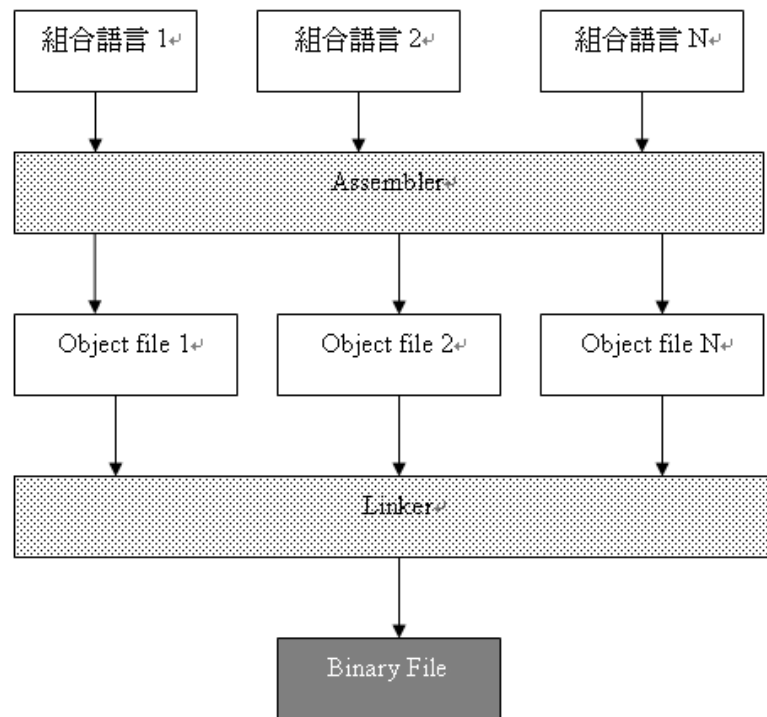 組合語言 1↵
組合語言 2↵
組合語言 N↵
Assembler↵
Object file 1↵
Object file 2↵
Object file N↵
Linker↵
Binary File